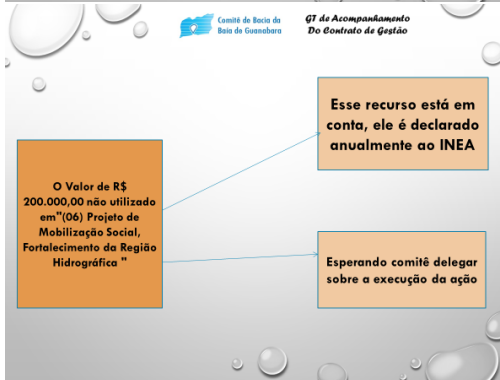 Comitê de Bacia da
Baía de Guanabara
GT de Acompanhamento
Do Contrato de Gestão
Esse recurso está em
conta, ele é declarado
anualmente ao INEA
O Valor de R$
200.000,00 não utilizado
em"(06) Projeto de
Mobilização Social,
Fortalecimento da Região
Hidrográfica "
Esperando comitê delegar
sobre a execução da ação